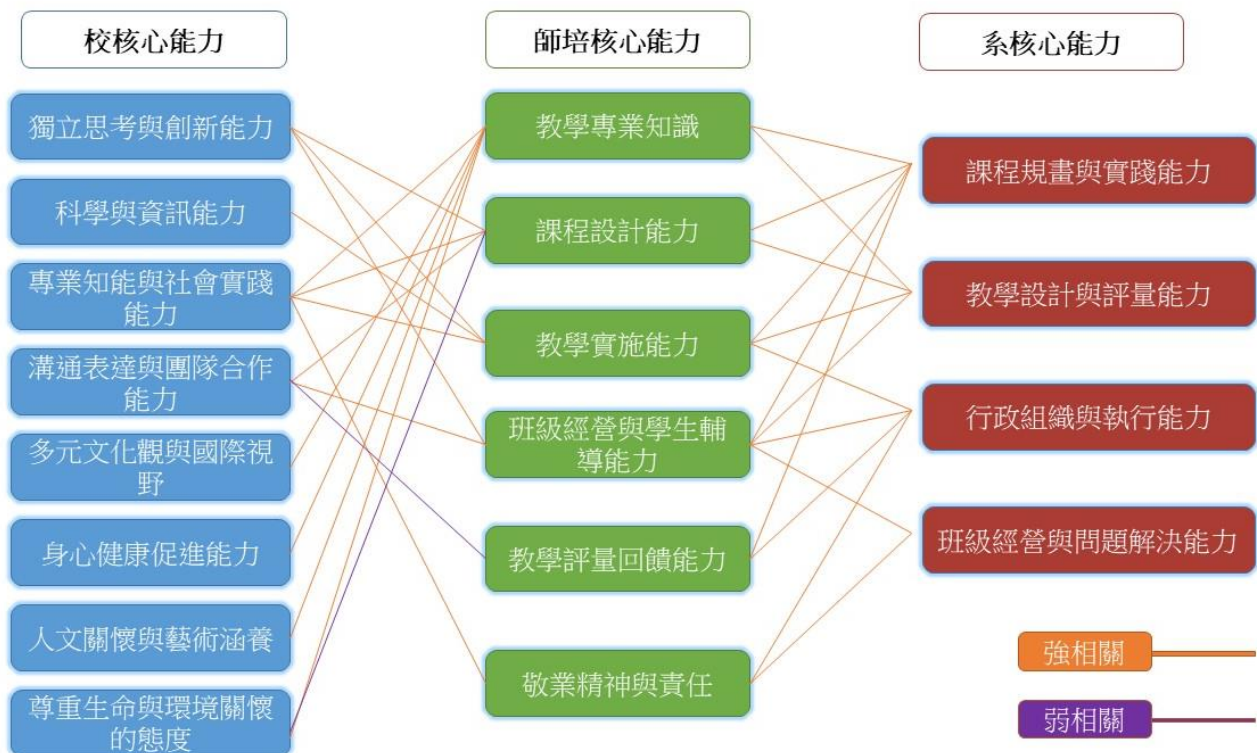 校核心能力
獨立思考與創新能力
科學與資訊能力
專業知能與社會實踐
能力
溝通表達與團隊合作
能力
多元文化觀與國際視
野
身心健康促進能力
人文關懷與藝術涵養
尊重生命與環境關懷
的態度
師培核心能力
教學專業知識
課程設計能力
教學實施能力
班級經營與學生輔
導能力
教學評量回饋能力
敬業精神與責任
系核心能力
課程規畫與實踐能力
教學設計與評量能力
行政組織與執行能力
班級經營與問題解決能力
強相關
弱相關